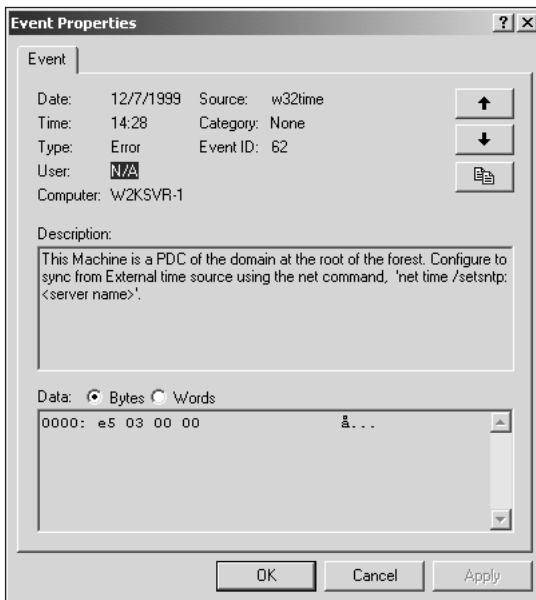 Event Properties
Event
Date: 12/7/1999 Source: w32time
Time: 14:28 Category: None
Type: Error Event ID: 62
User: N/A
Computer: W2KSVR-1
Description:
This Machine is a PDC of the domain at the root of the forest. Configure to
sync from External time source using the net command, 'net time /setsntp:
<server name>'.
Data: Bytes Words
0000: e5 03 00 00 å...
OK Cancel Apply